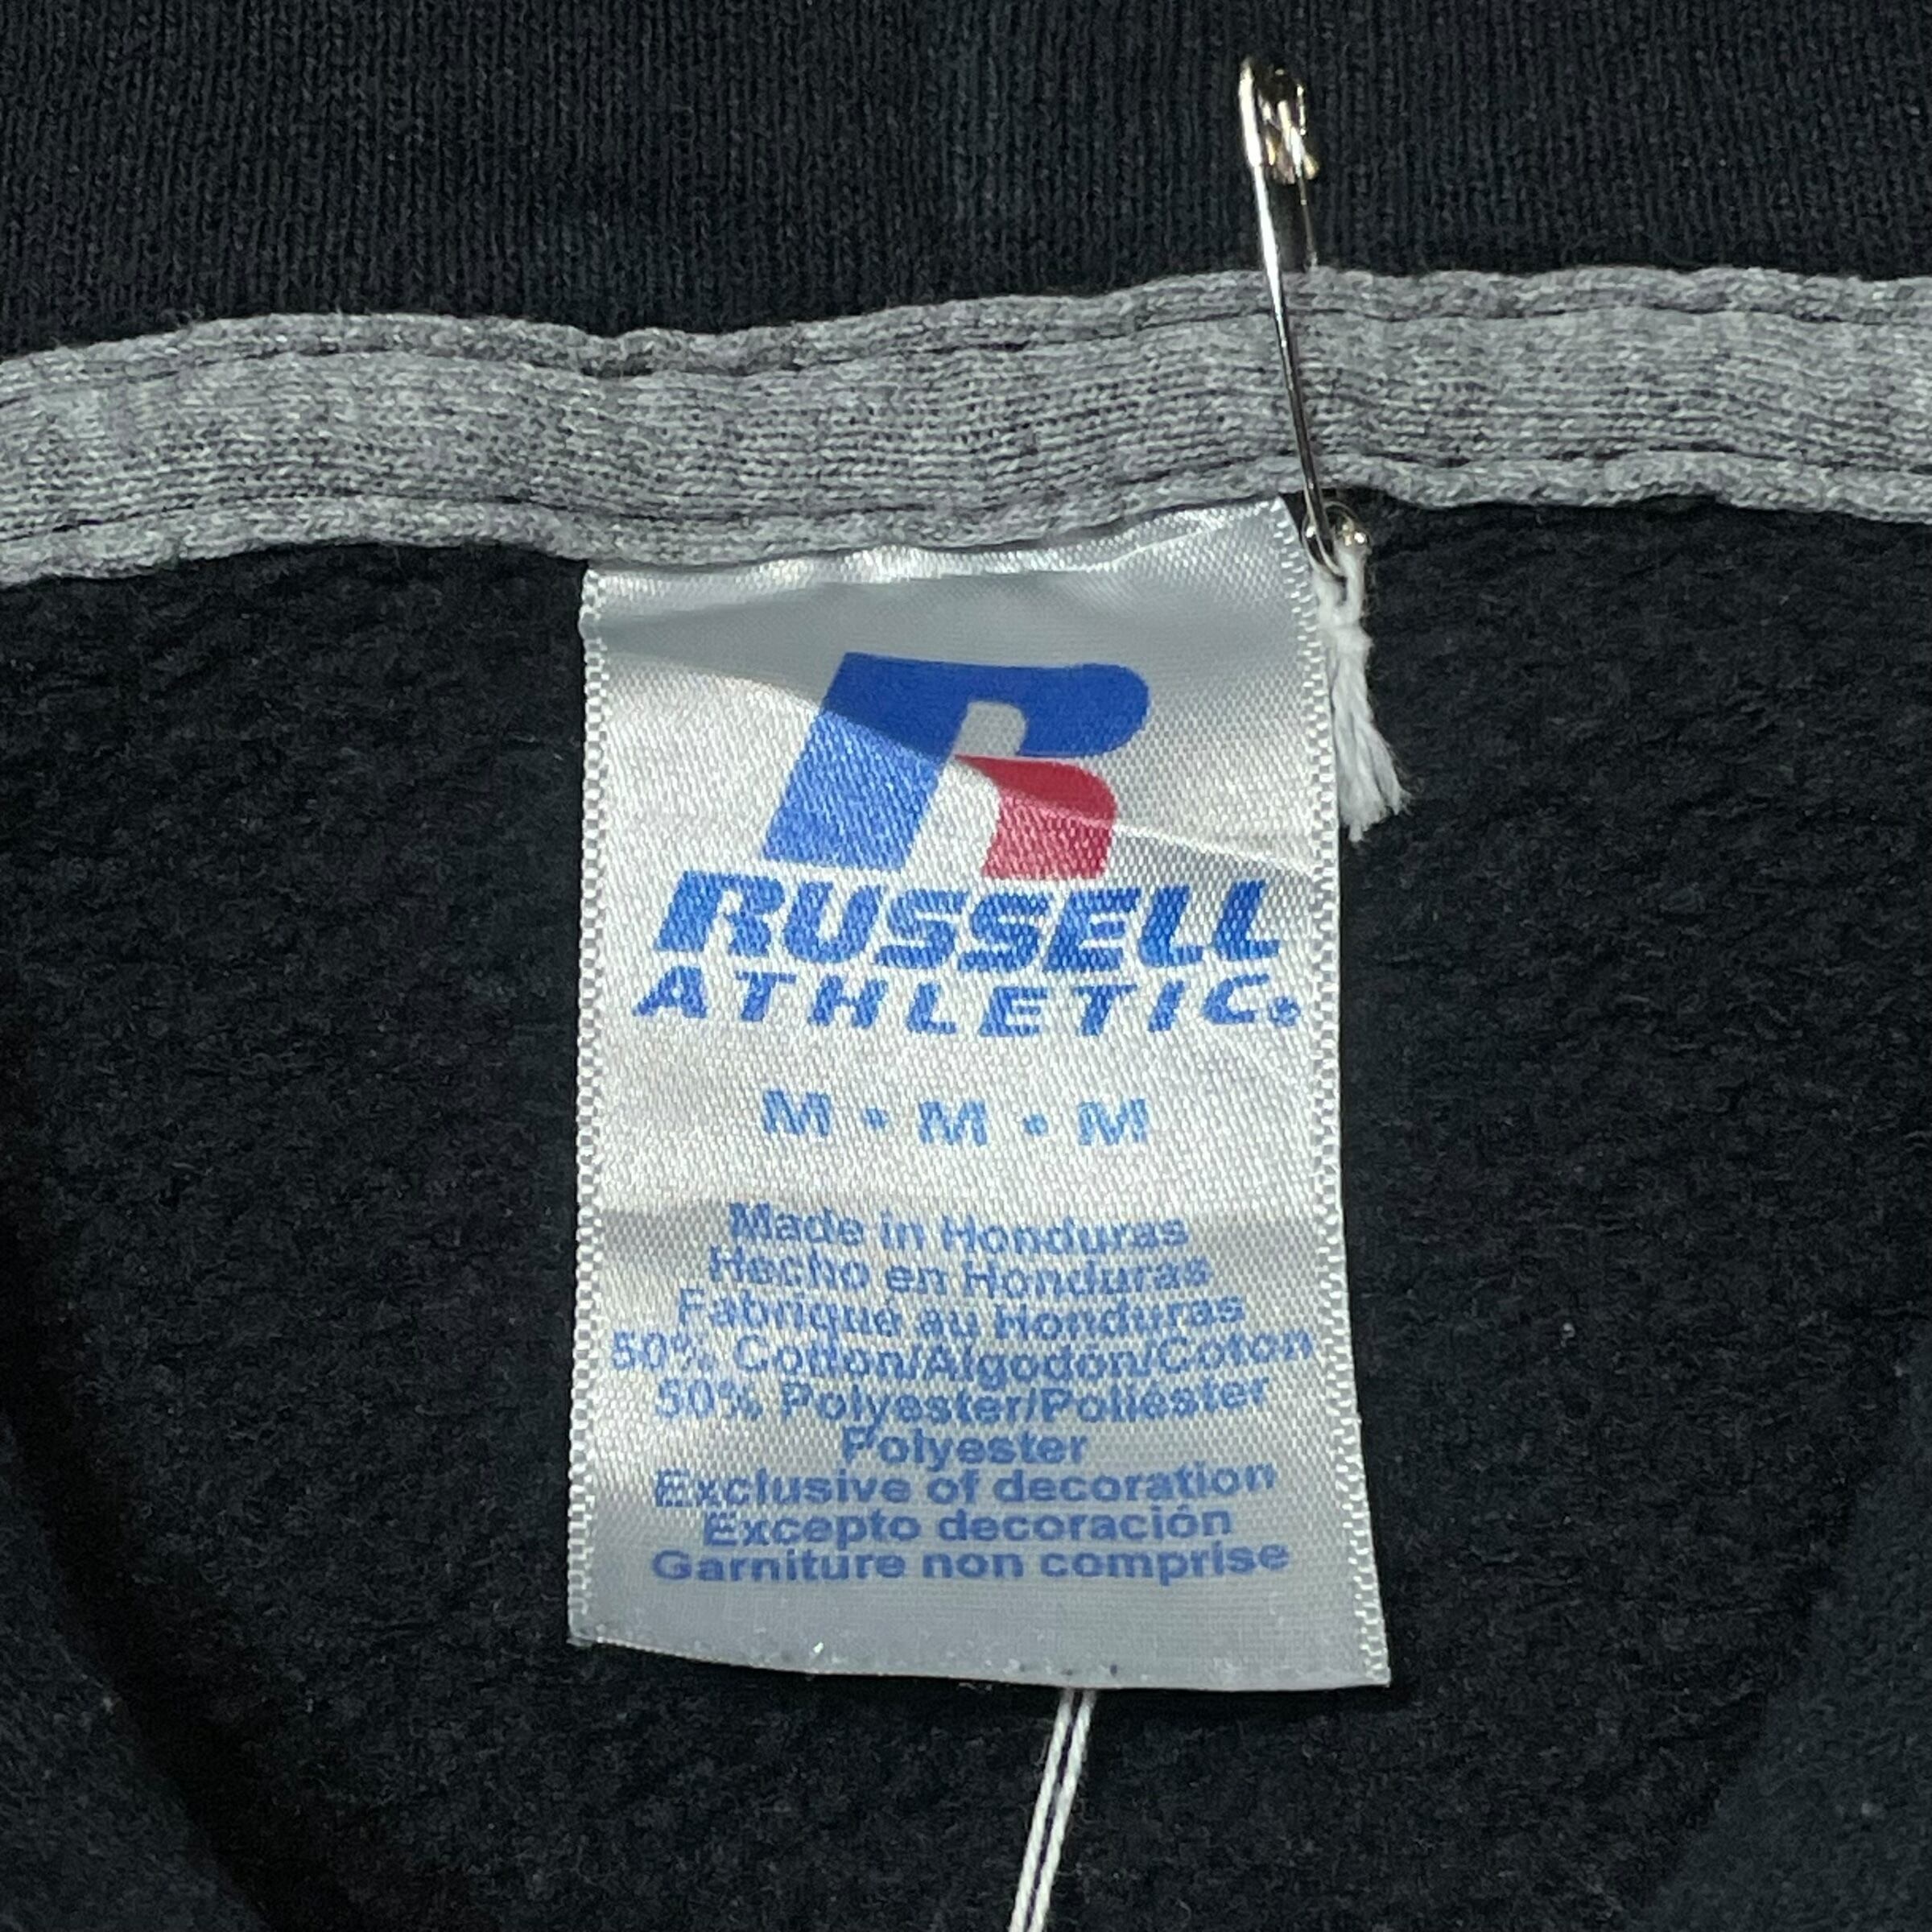 R
RUSSELL
ATHLETIC®
M • M • M
Made in Honduras
Hecho en Honduras
Fabriqué au Honduras
50% Cotton/Algodón/Coton
50% Polyester/Poliéster
Polyester
Exclusive of decoration
Excepto decoración
Garniture non comprise